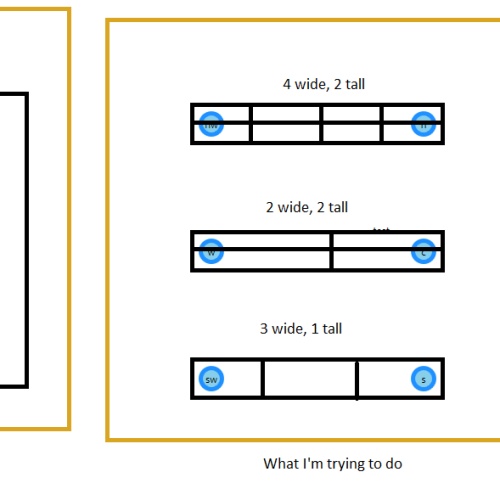 4 wide, 2 tall
nw
n
2 wide, 2 tall
w
c
3 wide, 1 tall
sw
s
What I'm trying to do